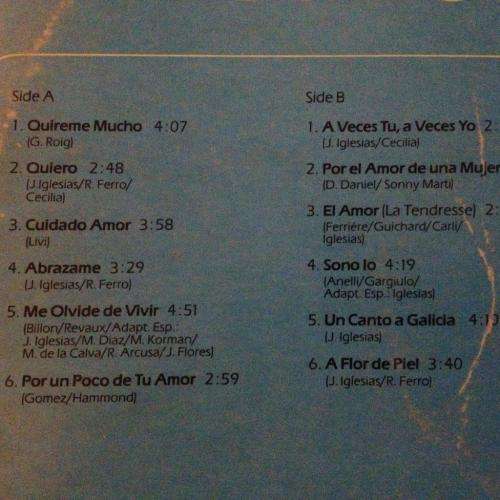 Side A
1. Quíreme Mucho 4:07
(G. Roig)
2. Quiero 2:48
(J.Iglesias/R. Ferro/
Cecilia)
3. Cuidado Amor 3:58
(Livi)
4. Abrazame 3:29
(J. Iglesias/R. Ferro)
5. Me Olvide de Vivir 4:51
(Billon/Revaux/Adapt. Esp.:
J. Iglesias/M. Diaz/M. Korman/
M. de la Calva/R. Arcusa/J. Flores)
6. Por un Poco de Tu Amor 2:59
(Gomez/Hammond)
Side B
1. A Veces Tu, a Veces Yo 2:
(J. Iglesias/Cecilia)
2. Por el Amor de una Mujer
(D. Daniel/ Sonny Marti)
3. El Amor (La Tendresse) 2:
(Ferriére/Guichard/Carli/
Iglesias)
4. Sono Io 4:19
(Anelli/Gargiulo/
Adapt. Esp.: Iglesias)
5. Un Canto a Galicia
(J. Iglesias)
6. A Flor de Piel 3:40
(J. Iglesias/R. Ferro)